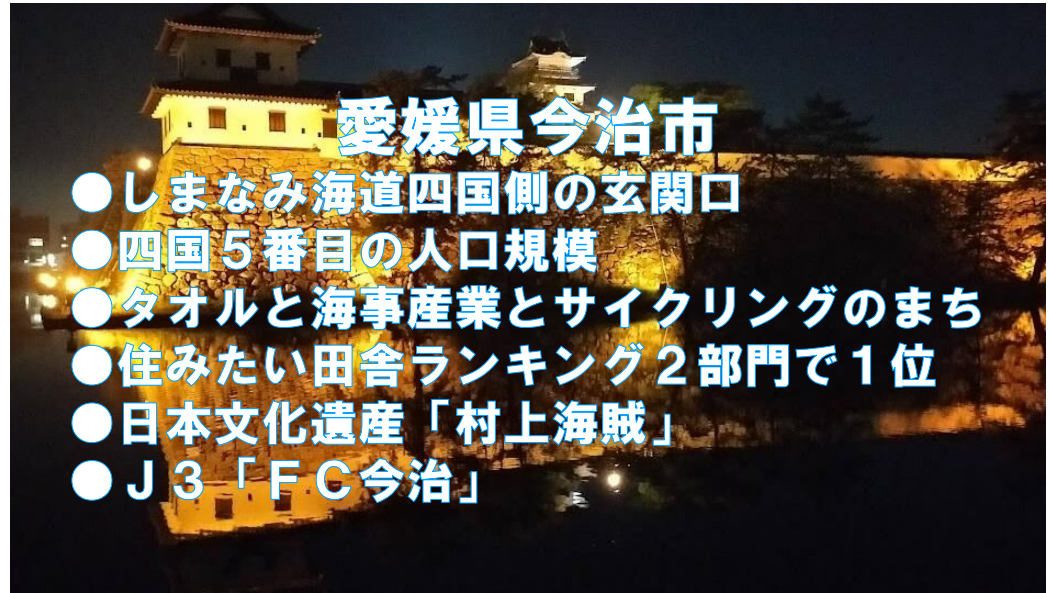 愛媛県今治市
●しまなみ海道四国側の玄関口
●四国５番目の人口規模
●タオルと海事産業とサイクリングのまち
●住みたい田舎ランキング２部門で１位
●日本文化遺産「村上海賊」
●Ｊ３「ＦＣ今治」